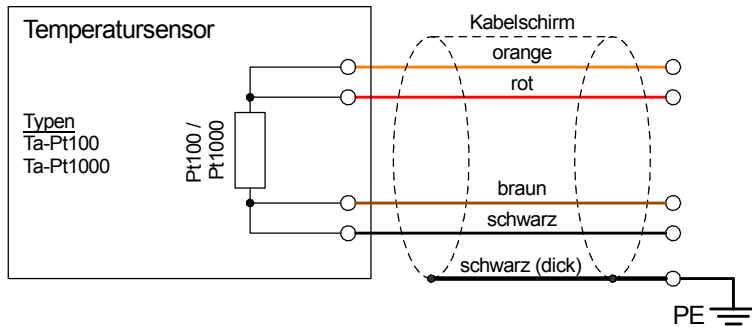 Temperatursensor
Typen
Ta-Pt100
Ta-Pt1000
Pt100 /
Pt1000
Kabelschirm
orange
rot
braun
schwarz
schwarz (dick)
PE